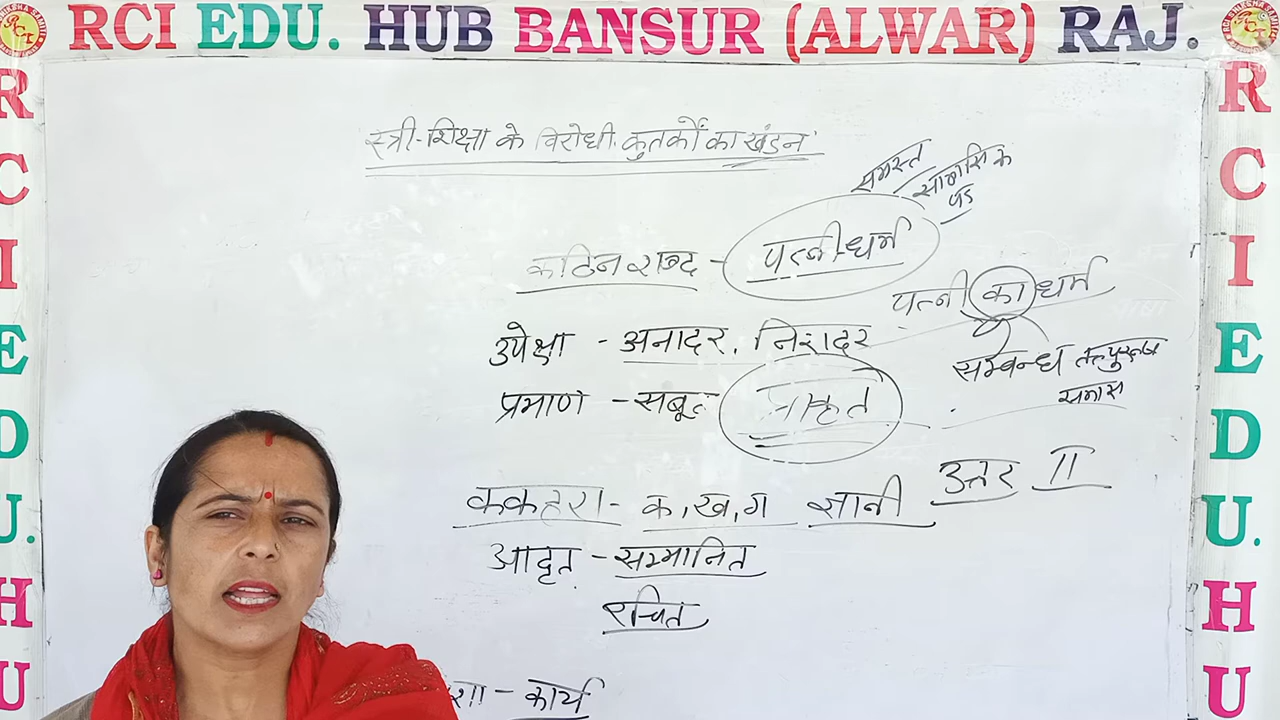 RCI EDU. HUB BANSUR (ALWAR) RAJ.
R C I E D U. H U
R C I E D U. H U
स्त्री-शिक्षा के विरोधी कुतर्कों का खंडन
समस्त
सामासिक
पद
कठिन शब्द - पत्नी-धर्म
पत्नी का धर्म
उपेक्षा - अनादर, निरादर
सम्बन्ध तत्पुरुष
समास
प्रमाण - सबूत प्राकृत
ककहरा - क, ख, ग ज्ञानी उत्तर II
आदृत - सम्मानित
रचित
- कार्य